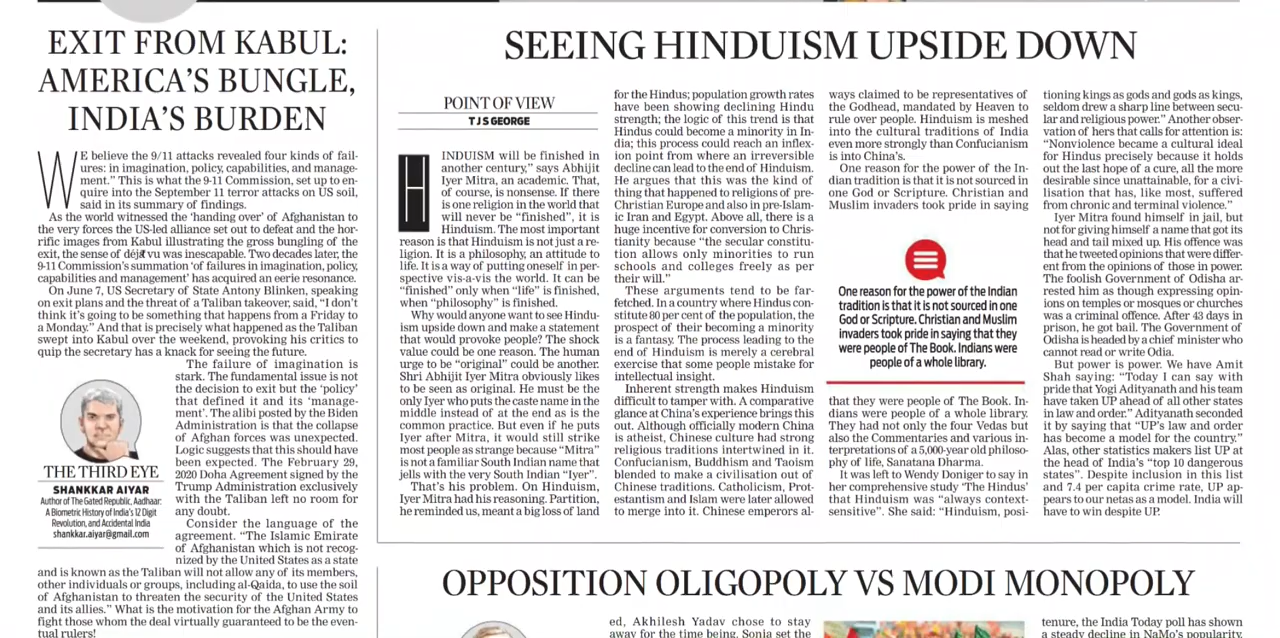 EXIT FROM KABUL:
AMERICA'S BUNGLE,
INDIA'S BURDEN
WE believe the 9/11 attacks revealed four kinds of fail-
ures: in imagination, policy, capabilities, and manage-
ment." This is what the 9-11 Commission, set up to en-
quire into the September 11 terror attacks on US soil,
said in its summary of findings.
As the world witnessed the 'handing over' of Afghanistan to
the very forces the US-led alliance set out to defeat and the hor-
rific images from Kabul illustrating the gross bungling of the
exit, the sense of déjà vu was inescapable. Two decades later, the
9-11 Commission's summation 'of failures in imagination, policy,
capabilities and management' has acquired an eerie resonance.
On June 7, US Secretary of State Antony Blinken, speaking
on exit plans and the threat of a Taliban takeover, said, "I don't
think it's going to be something that happens from a Friday to
a Monday." And that is precisely what happened as the Taliban
swept into Kabul over the weekend, provoking his critics to
quip the secretary has a knack for seeing the future.
The failure of imagination is
stark. The fundamental issue is not
the decision to exit but the 'policy'
that defined it and its 'manage-
ment'. The alibi posted by the Biden
Administration is that the collapse
of Afghan forces was unexpected.
Logic suggests that this should have
been expected. The February 29,
2020 Doha Agreement signed by the
Trump Administration exclusively
with the Taliban left no room for
any doubt.
Consider the language of the
agreement. "The Islamic Emirate
of Afghanistan which is not recog-
nized by the United States as a state
and is known as the Taliban will not allow any of its members,
other individuals or groups, including al-Qaida, to use the soil
of Afghanistan to threaten the security of the United States
and its allies." What is the motivation for the Afghan Army to
fight those whom the deal virtually guaranteed to be the even-
tual rulers!
THE THIRD EYE
SHANKKAR AIYAR
Author of The Gated Republic, Aadhaar:
A Biometric History of India's 12 Digit
Revolution, and Accidental India
shankkar.aiyar@gmail.com
SEEING HINDUISM UPSIDE DOWN
POINT OF VIEW
T J S GEORGE
HINDUISM will be finished in
another century," says Abhijit
Iyer Mitra, an academic. That,
of course, is nonsense. If there
is one religion in the world that
will never be "finished", it is
Hinduism. The most important
reason is that Hinduism is not just a re-
ligion. It is a philosophy, an attitude to
life. It is a way of putting oneself in per-
spective vis-a-vis the world. It can be
"finished" only when "life" is finished,
when "philosophy" is finished.
Why would anyone want to see Hindu-
ism upside down and make a statement
that would provoke people? The shock
value could be one reason. The human
urge to be "original" could be another.
Shri Abhijit Iyer Mitra obviously likes
to be seen as original. He must be the
only Iyer who puts the caste name in the
middle instead of at the end as is the
common practice. But even if he puts
Iyer after Mitra, it would still strike
most people as strange because "Mitra"
is not a familiar South Indian name that
jells with the very South Indian "Iyer".
That's his problem. On Hinduism,
Iyer Mitra had his reasoning. Partition,
he reminded us, meant a big loss of land
for the Hindus; population growth rates
have been showing declining Hindu
strength; the logic of this trend is that
Hindus could become a minority in In-
dia; this process could reach an inflex-
ion point from where an irreversible
decline can lead to the end of Hinduism.
He argues that this was the kind of
thing that happened to religions of pre-
Christian Europe and also in pre-Islam-
ic Iran and Egypt. Above all, there is a
huge incentive for conversion to Chris-
tianity because "the secular constitu-
tion allows only minorities to run
schools and colleges freely as per
their will."
These arguments tend to be far-
fetched. In a country where Hindus con-
stitute 80 per cent of the population, the
prospect of their becoming a minority
is a fantasy. The process leading to the
end of Hinduism is merely a cerebral
exercise that some people mistake for
intellectual insight.
Inherent strength makes Hinduism
difficult to tamper with. A comparative
glance at China's experience brings this
out. Although officially modern China
is atheist, Chinese culture had strong
religious traditions intertwined in it.
Confucianism, Buddhism and Taoism
blended to make a civilisation out of
Chinese traditions. Catholicism, Prot-
estantism and Islam were later allowed
to merge into it. Chinese emperors al-
ways claimed to be representatives of
the Godhead, mandated by Heaven to
rule over people. Hinduism is meshed
into the cultural traditions of India
even more strongly than Confucianism
is into China's.
One reason for the power of the In-
dian tradition is that it is not sourced in
one God or Scripture. Christian and
Muslim invaders took pride in saying
One reason for the power of the Indian
tradition is that it is not sourced in one
God or Scripture. Christian and Muslim
invaders took pride in saying that they
were people of The Book. Indians were
people of a whole library.
that they were people of The Book. In-
dians were people of a whole library.
They had not only the four Vedas but
also the Commentaries and various in-
terpretations of a 5,000-year old philoso-
phy of life, Sanatana Dharma.
It was left to Wendy Doniger to say in
her comprehensive study 'The Hindus'
that Hinduism was "always context-
sensitive". She said: "Hinduism, posi-
tioning kings as gods and gods as kings,
seldom drew a sharp line between secu-
lar and religious power." Another obser-
vation of hers that calls for attention is:
"Nonviolence became a cultural ideal
for Hindus precisely because it holds
out the last hope of a cure, all the more
desirable since unattainable, for a civi-
lisation that has, like most, suffered
from chronic and terminal violence."
Iyer Mitra found himself in jail, but
not for giving himself a name that got its
head and tail mixed up. His offence was
that he tweeted opinions that were differ-
ent from the opinions of those in power.
The foolish Government of Odisha ar-
rested him as though expressing opin-
ions on temples or mosques or churches
was a criminal offence. After 43 days in
prison, he got bail. The Government of
Odisha is headed by a chief minister who
cannot read or write Odia.
But power is power. We have Amit
Shah saying: "Today I can say with
pride that Yogi Adityanath and his team
have taken UP ahead of all other states
in law and order." Adityanath seconded
it by saying that "UP's law and order
has become a model for the country."
Alas, other statistics makers list UP at
the head of India's "top 10 dangerous
states". Despite inclusion in this list
and 7.4 per capita crime rate, UP ap-
pears to our netas as a model. India will
have to win despite UP.
OPPOSITION OLIGOPOLY VS MODI MONOPOLY
ed, Akhilesh Yadav chose to stay
away for the time being. Sonia set the
tenure, the India Today poll has shown
a steady decline in NaMo's popularity.